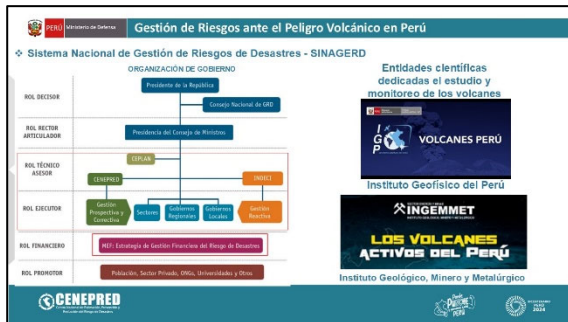 PERÚ
Ministerio de Defensa
Gestión de Riesgos ante el Peligro Volcánico en Perú
Sistema Nacional de Gestión de Riesgos de Desastres - SINAGERD
ORGANIZACIÓN DE GOBIERNO
ROL DECISOR
Presidente de la República
Consejo Nacional de GRD
ROL RECTOR
ARTICULADOR
Presidencia del Consejo de Ministros
ROL TÉCNICO
ASESOR
CEPLAN
CENEPRED
INDECI
ROL EJECUTOR
Gestión
Prospectiva y
Correctiva
Sectores
Gobiernos
Regionales
Gobiernos
Locales
Gestión
Reactiva
ROL FINANCIERO
MEF: Estrategia de Gestión Financiera del Riesgo de Desastres
ROL PROMOTOR
Población, Sector Privado, ONGs, Universidades y Otros
Entidades científicas
dedicadas el estudio y
monitoreo de los volcanes
IGP
VOLCANES PERÚ
Instituto Geofísico del Perú
INGEMMET
LOS VOLCANES
ACTIVOS DEL PERÚ
Instituto Geológico, Minero y Metalúrgico
CENEPRED
PERÚ
2024